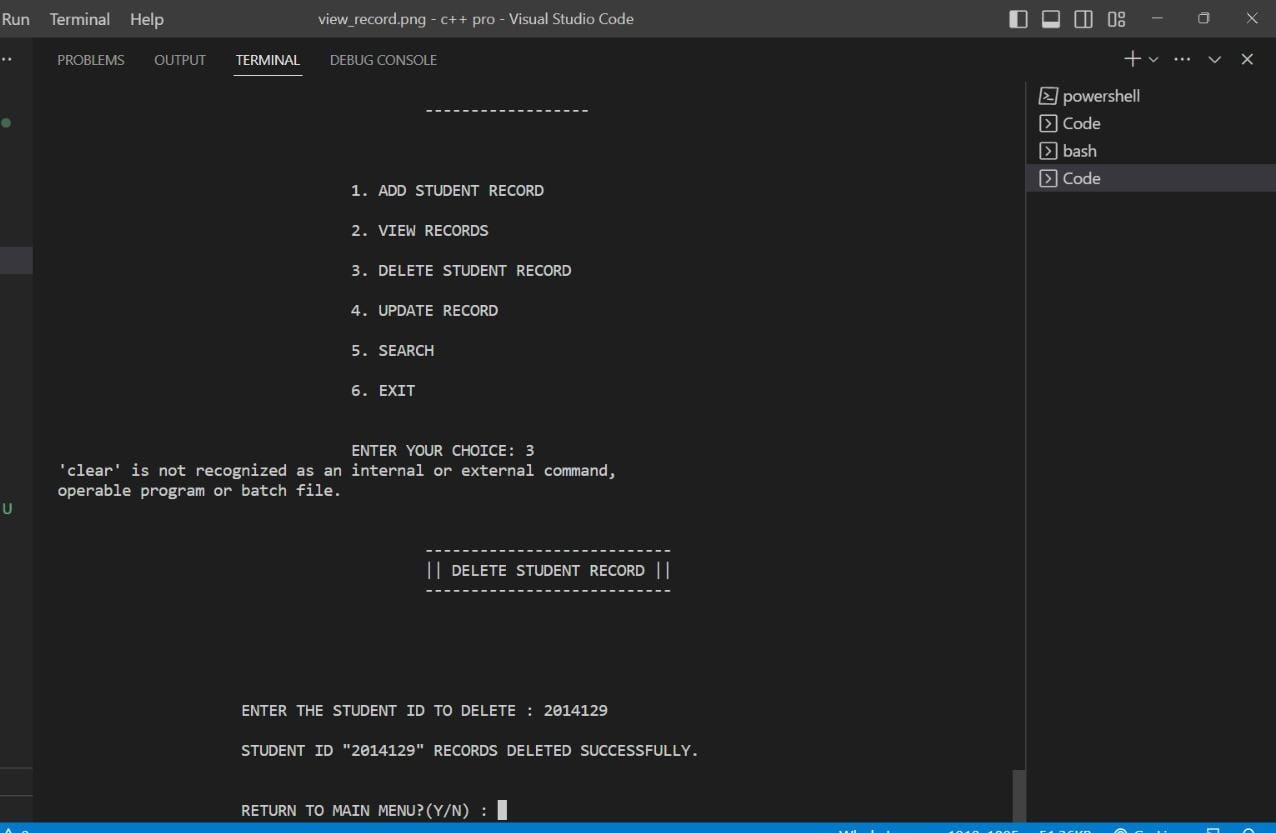 Run Terminal Help view_record.png - c++ pro - Visual Studio Code
PROBLEMS OUTPUT TERMINAL DEBUG CONSOLE
------------------
1. ADD STUDENT RECORD
2. VIEW RECORDS
3. DELETE STUDENT RECORD
4. UPDATE RECORD
5. SEARCH
6. EXIT
ENTER YOUR CHOICE: 3
'clear' is not recognized as an internal or external command,
operable program or batch file.
---------------------------
|| DELETE STUDENT RECORD ||
---------------------------
ENTER THE STUDENT ID TO DELETE : 2014129
STUDENT ID "2014129" RECORDS DELETED SUCCESSFULLY.
RETURN TO MAIN MENU?(Y/N) :
powershell
Code
bash
Code
U